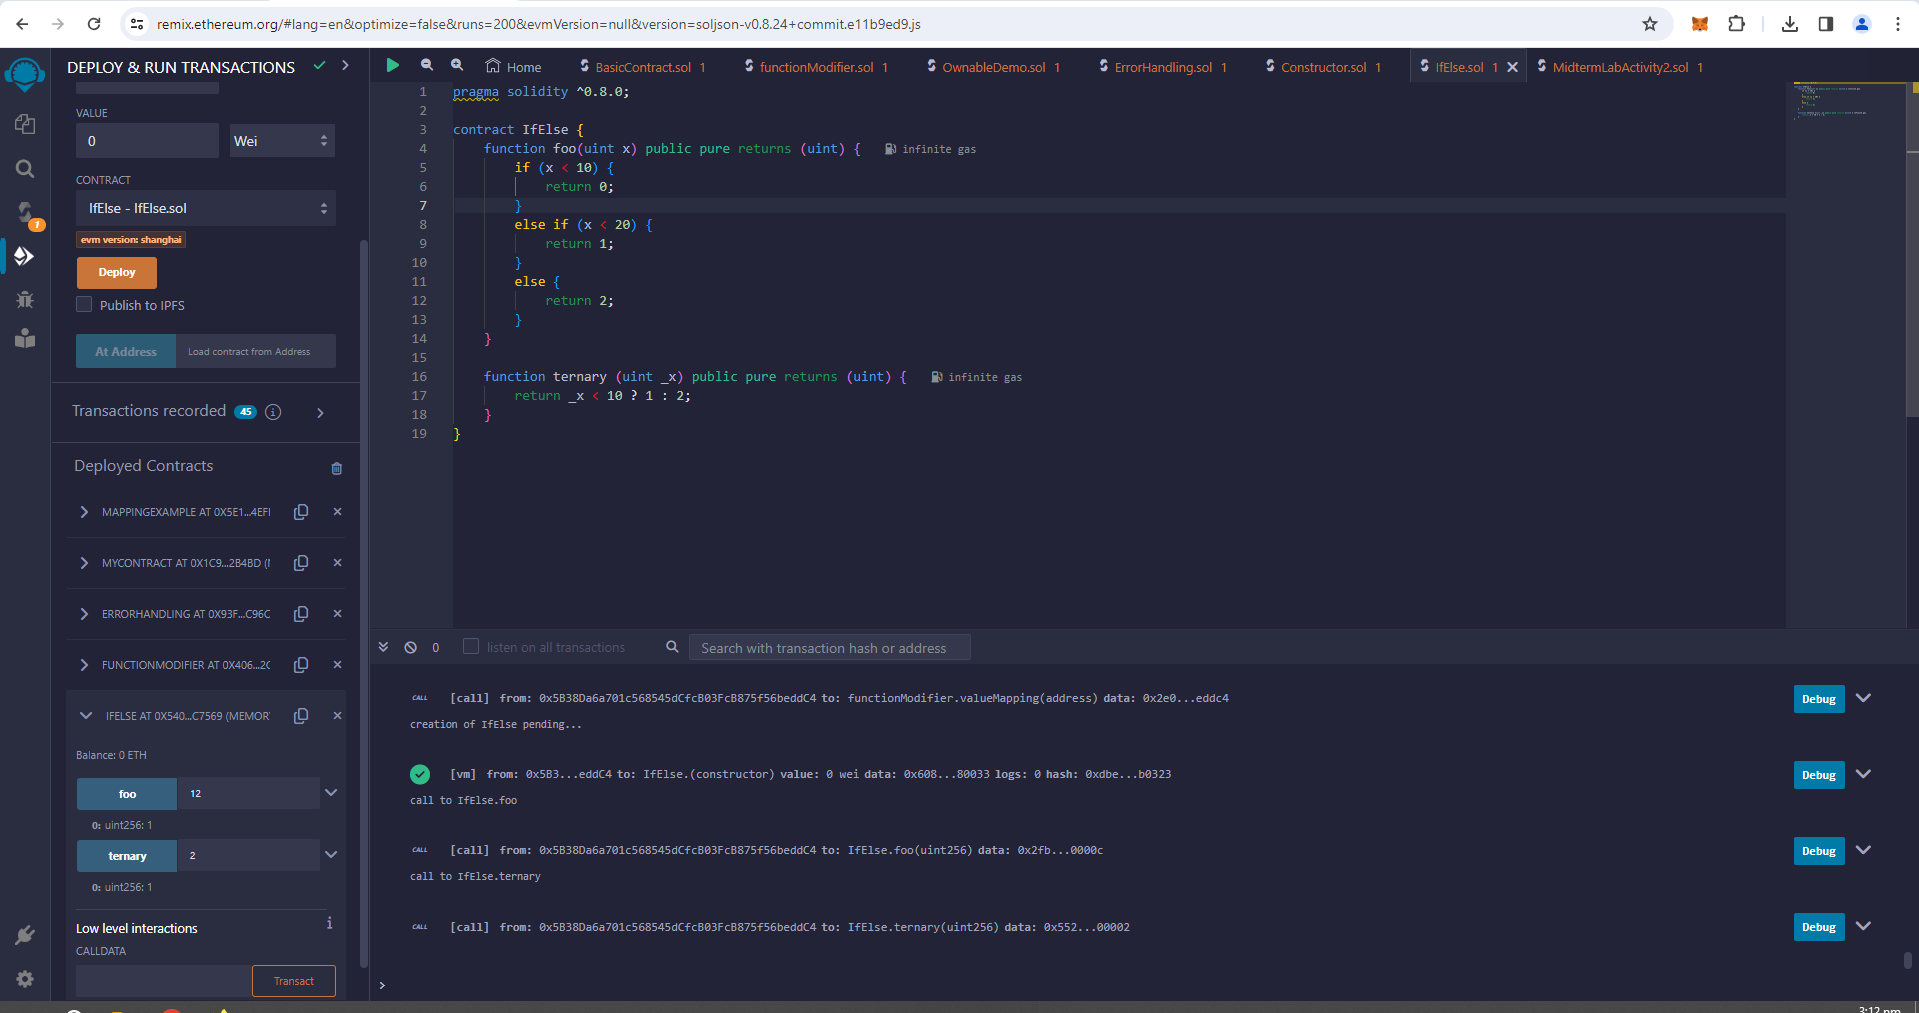 remix.ethereum.org/#lang=en&optimize=false&runs=200&evmVersion=null&version=soljson-v0.8.24+commit.e11b9ed9.js
DEPLOY & RUN TRANSACTIONS
VALUE
0
Wei
CONTRACT
IfElse - IfElse.sol
evm version: shanghai
Deploy
Publish to IPFS
At Address
Load contract from Address
Transactions recorded 45
Deployed Contracts
MAPPINGEXAMPLE AT 0X5E1...4EFI
MYCONTRACT AT 0X1C9...2B4BD (
ERRORHANDLING AT 0X93F...C96C
FUNCTIONMODIFIER AT 0X406...2C
IFELSE AT 0X540...C7569 (MEMOR
Balance: 0 ETH
foo
12
0: uint256: 1
ternary
2
0: uint256: 1
Low level interactions
CALLDATA
Transact
1
Home
BasicContract.sol 1
functionModifier.sol 1
OwnableDemo.sol 1
ErrorHandling.sol 1
Constructor.sol 1
IfElse.sol 1
MidtermLabActivity2.sol 1
1 pragma solidity ^0.8.0;
2
3 contract IfElse {
4 function foo(uint x) public pure returns (uint) { infinite gas
5 if (x < 10) {
6 return 0;
7 }
8 else if (x < 20) {
9 return 1;
10 }
11 else {
12 return 2;
13 }
14 }
15
16 function ternary (uint _x) public pure returns (uint) { infinite gas
17 return _x < 10 ? 1 : 2;
18 }
19 }
0
listen on all transactions
Search with transaction hash or address
CALL [call] from: 0x5B38Da6a701c568545dCfcB03FcB875f56beddC4 to: functionModifier.valueMapping(address) data: 0x2e0...eddc4
Debug
creation of IfElse pending...
[vm] from: 0x5B3...eddC4 to: IfElse.(constructor) value: 0 wei data: 0x608...80033 logs: 0 hash: 0xdbe...b0323
Debug
call to IfElse.foo
CALL [call] from: 0x5B38Da6a701c568545dCfcB03FcB875f56beddC4 to: IfElse.foo(uint256) data: 0x2fb...0000c
Debug
call to IfElse.ternary
CALL [call] from: 0x5B38Da6a701c568545dCfcB03FcB875f56beddC4 to: IfElse.ternary(uint256) data: 0x552...00002
Debug
>
3:12 pm